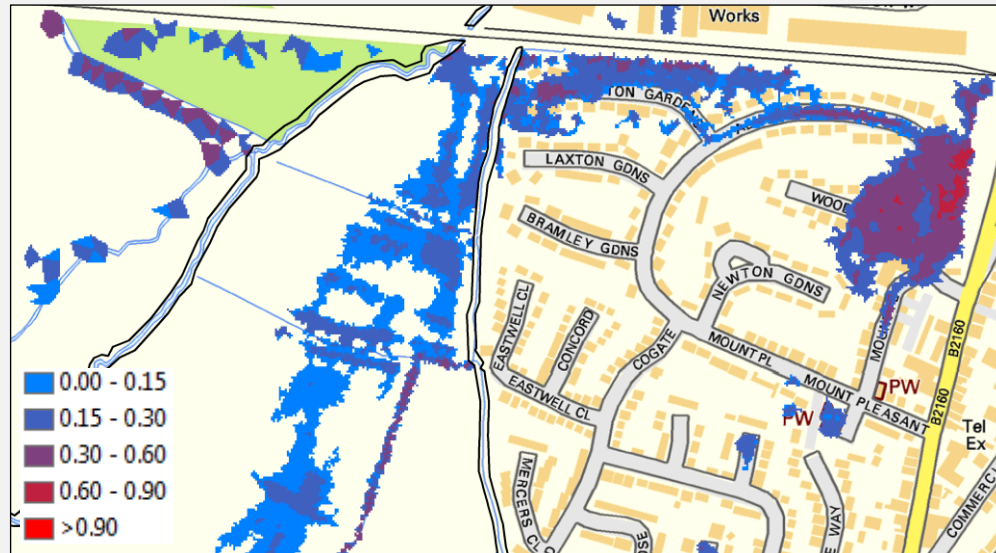 Works
TON GARDEN
LAXTON GDNS
WOOD
BRAMLEY GDNS
NEWTON GDNS
EASTWELL CL
CONCORD
COGATE
MOUNT PL
MOUNT PLEASANT
MOUN
B2160
EASTWELL CL
PW
PW
B2160
Tel
Ex
MERCERS CL
OSE
E WAY
COMMERCI
0.00 - 0.15
0.15 - 0.30
0.30 - 0.60
0.60 - 0.90
>0.90